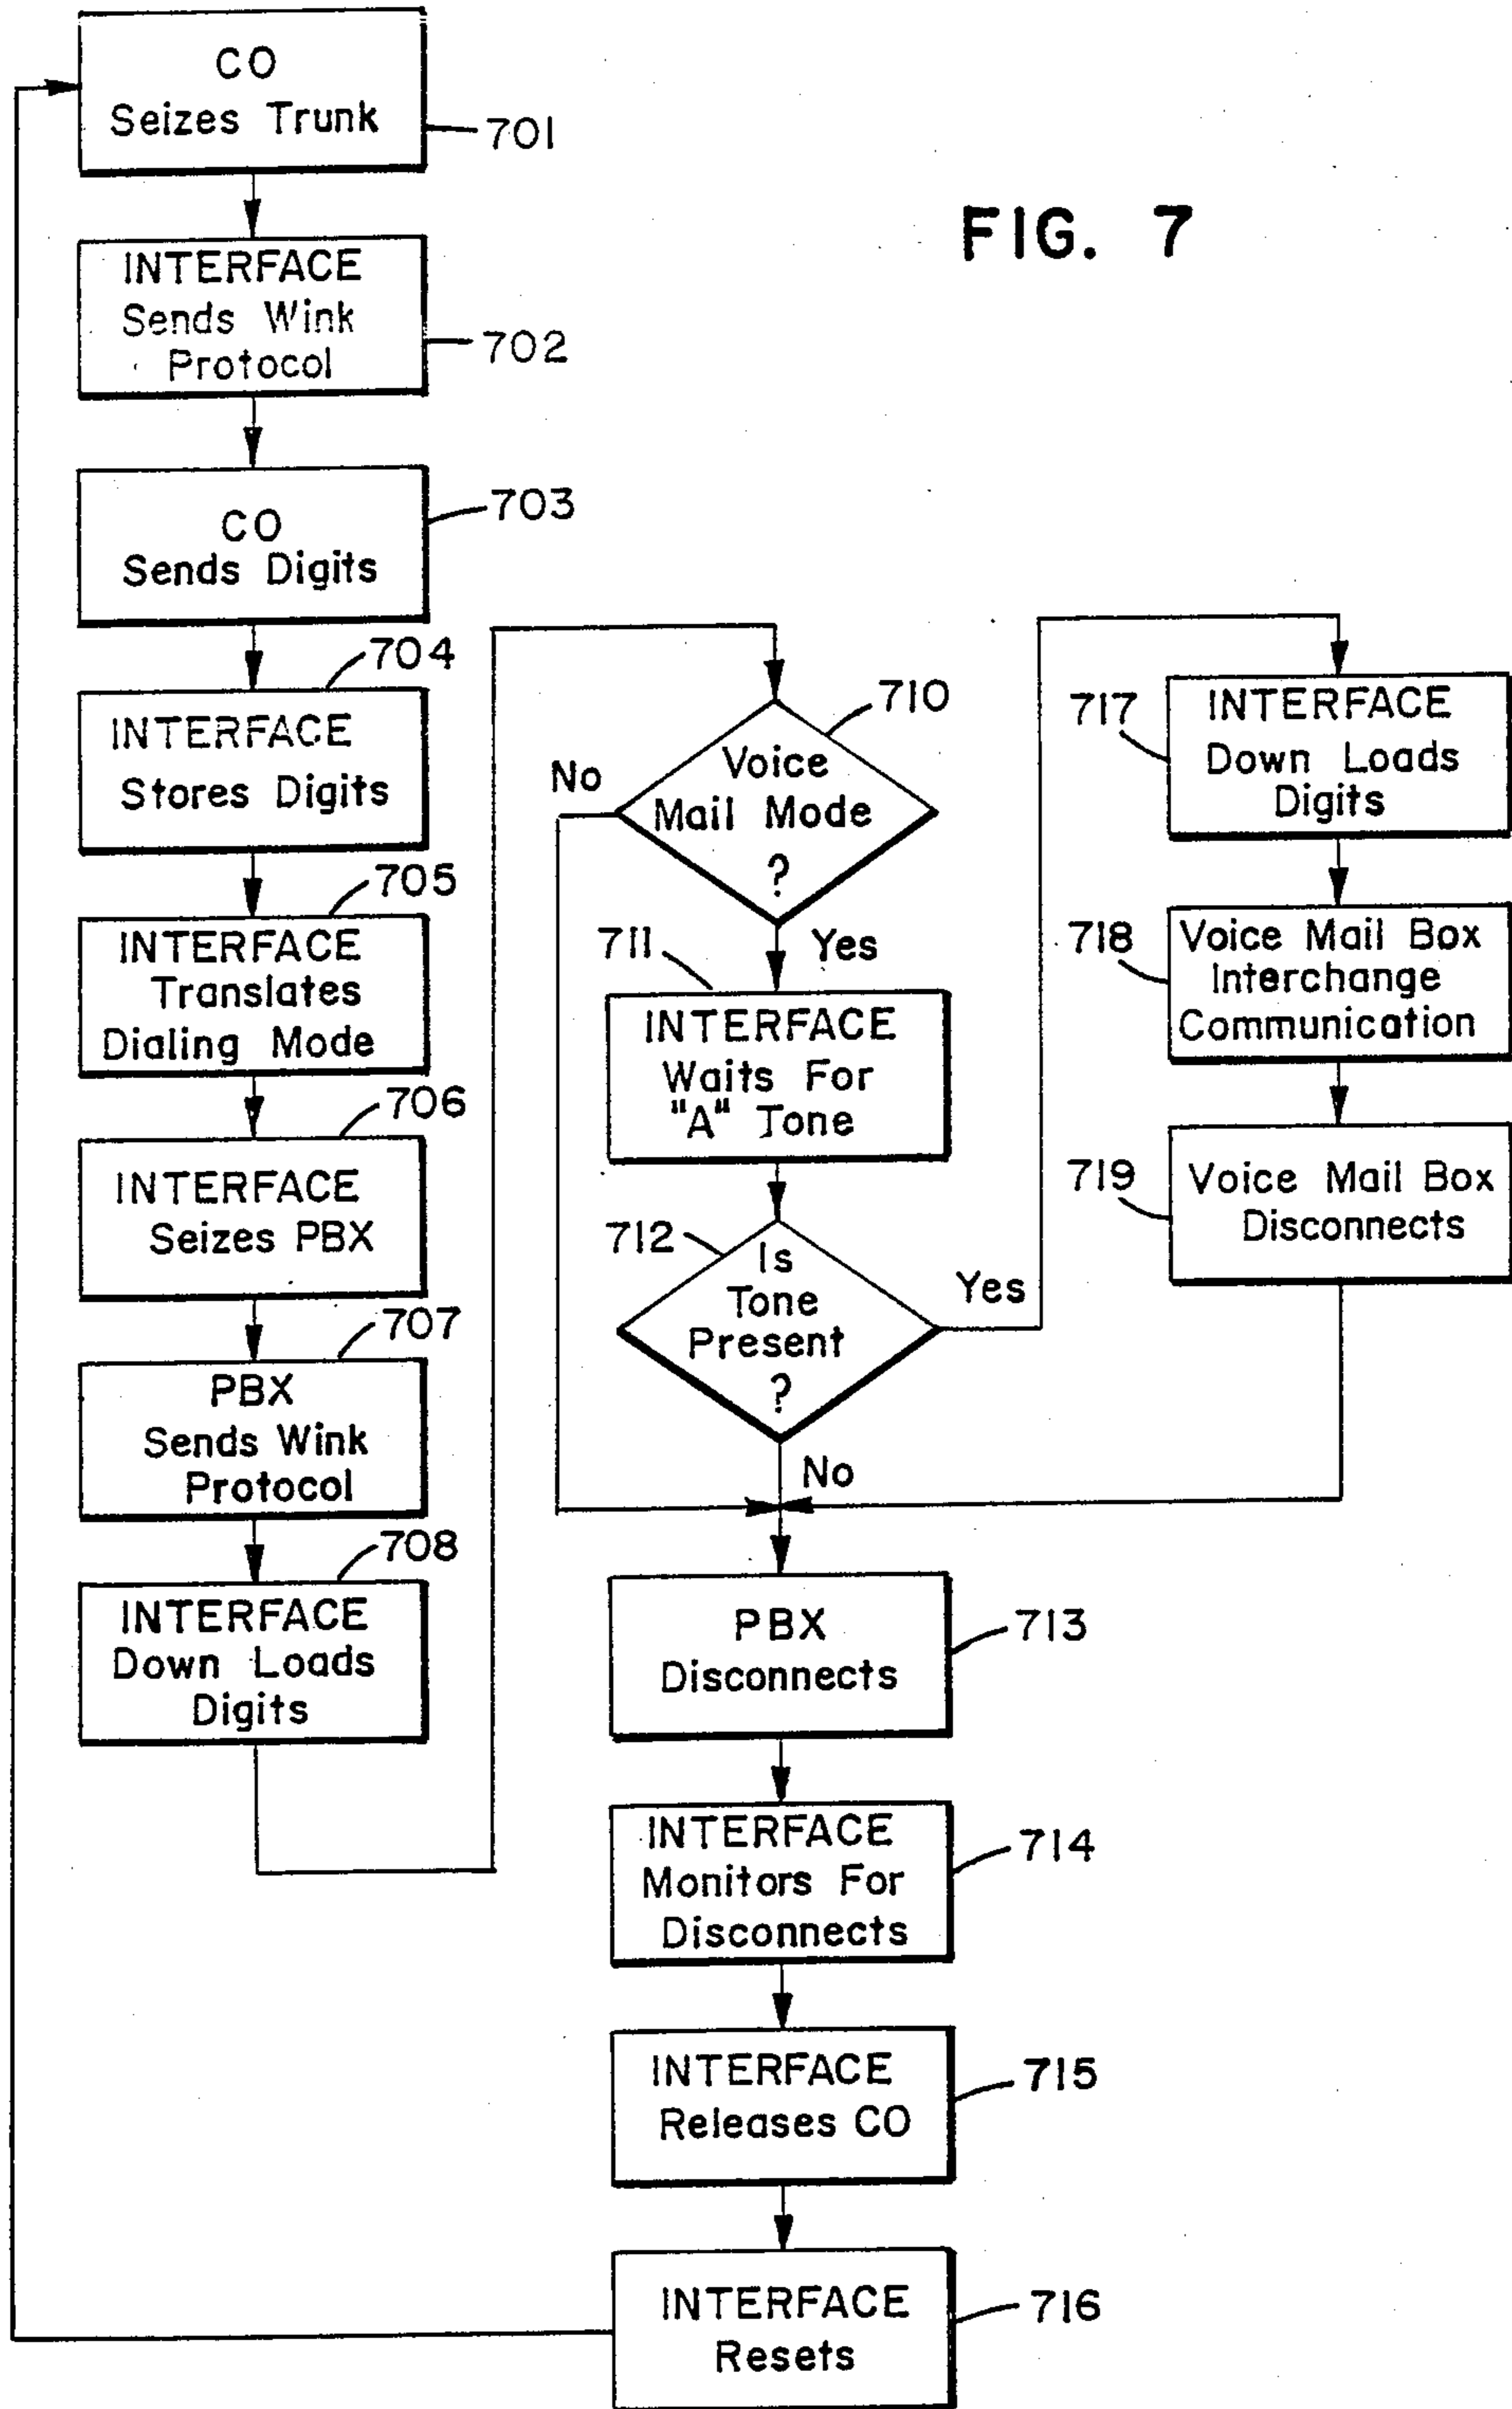 FIG. 7
CO
Seizes Trunk
701
INTERFACE
Sends Wink
Protocol
702
CO
Sends Digits
703
704
INTERFACE
Stores Digits
705
INTERFACE
Translates
Dialing Mode
706
INTERFACE
Seizes PBX
707
PBX
Sends Wink
Protocol
708
INTERFACE
Down Loads
Digits
710
Voice
Mail Mode
?
No
Yes
711
INTERFACE
Waits For
"A" Tone
712
Is
Tone
Present
?
Yes
No
713
PBX
Disconnects
714
INTERFACE
Monitors For
Disconnects
715
INTERFACE
Releases CO
716
INTERFACE
Resets
717
INTERFACE
Down Loads
Digits
718
Voice Mail Box
Interchange
Communication
719
Voice Mail Box
Disconnects